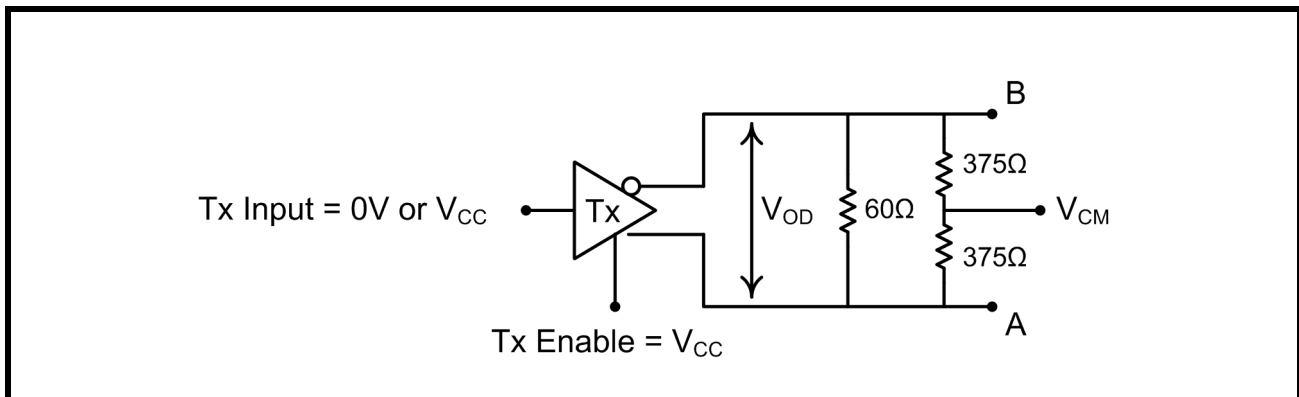 B
375Ω
Tx Input = 0V or VCC
Tx
VOD
60Ω
VCM
375Ω
A
Tx Enable = VCC